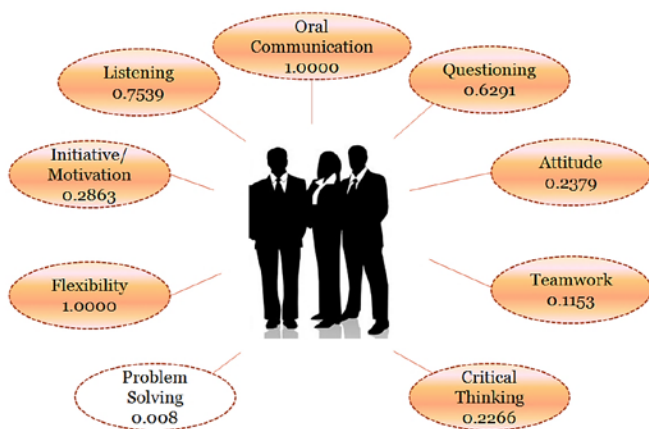 Oral
Communication
1.0000
Listening
0.7539
Questioning
0.6291
Initiative/
Motivation
0.2863
Attitude
0.2379
Flexibility
1.0000
Teamwork
0.1153
Problem
Solving
0.008
Critical
Thinking
0.2266